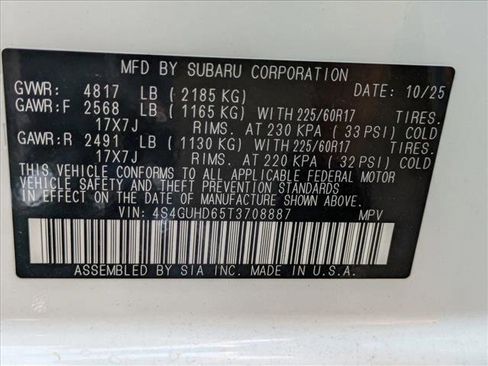 MFD BY SUBARU CORPORATION
GVWR: 4817 LB (2185 KG) DATE: 10/25
GAWR:F 2568 LB (1165 KG) WITH 225/60R17 TIRES.
17X7J RIMS. AT 230 KPA (33 PSI) COLD
GAWR:R 2491 LB (1130 KG) WITH 225/60R17 TIRES.
17X7J RIMS. AT 220 KPA (32 PSI) COLD
THIS VEHICLE CONFORMS TO ALL APPLICABLE FEDERAL MOTOR
VEHICLE SAFETY AND THEFT PREVENTION STANDARDS
IN EFFECT ON THE DATE OF MANUFACTURE SHOWN ABOVE.
VIN: 4S4GUHD65T3708887 MPV
ASSEMBLED BY SIA INC. MADE IN U.S.A.